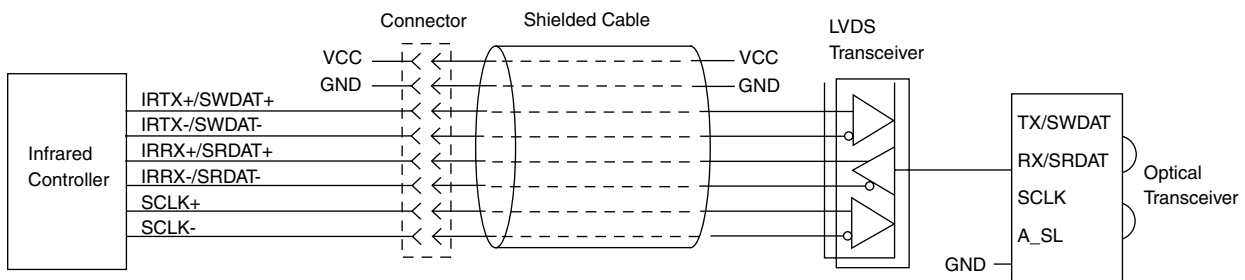 Connector
Shielded Cable
LVDS
Transceiver
VCC
VCC
GND
GND
IRTX+/SWDAT+
IRTX-/SWDAT-
IRRX+/SRDAT+
IRRX-/SRDAT-
SCLK+
SCLK-
Infrared
Controller
TX/SWDAT
RX/SRDAT
SCLK
A_SL
Optical
Transceiver
GND